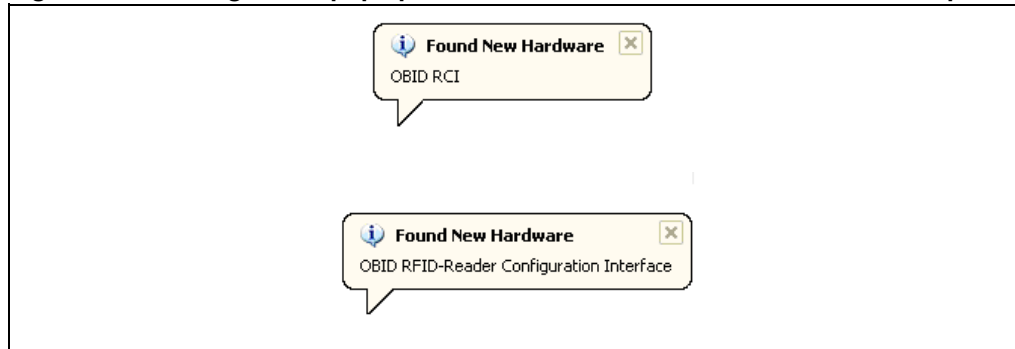 Found New Hardware
OBID RCI
Found New Hardware
OBID RFID-Reader Configuration Interface